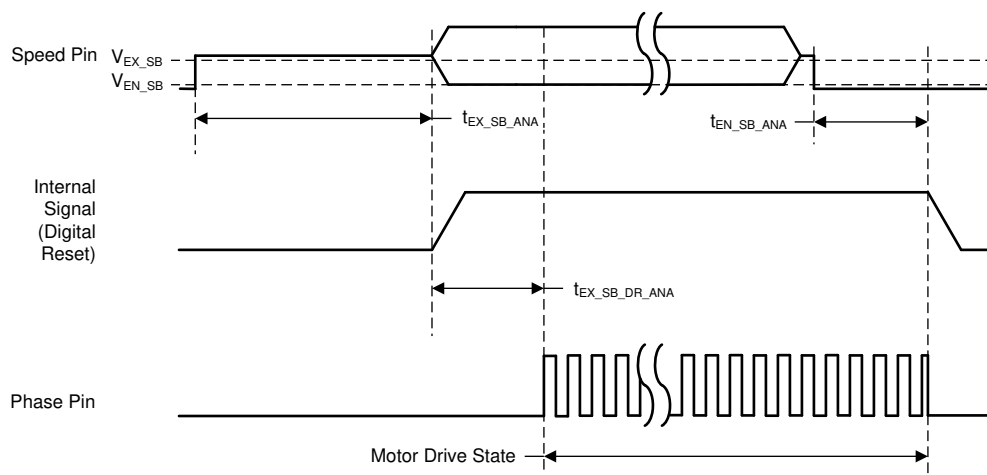 Speed Pin
V_EX_SB
V_EN_SB
t_EX_SB_ANA
t_EN_SB_ANA
Internal
Signal
(Digital
Reset)
t_EX_SB_DR_ANA
Phase Pin
Motor Drive State